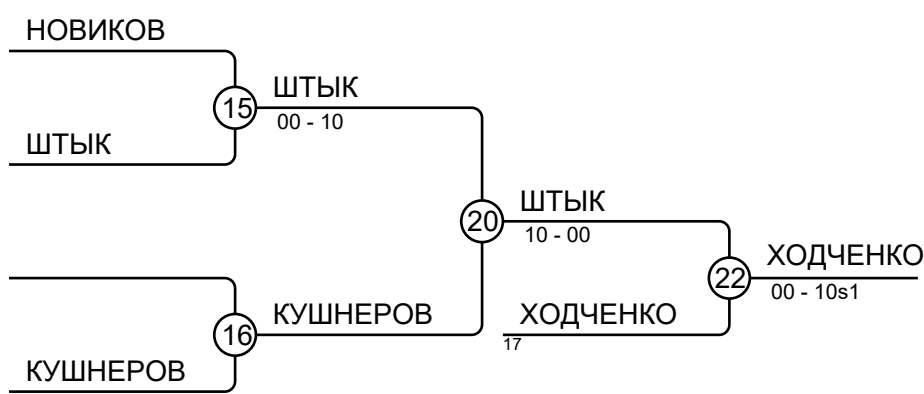 НОВИКОВ
15
ШТЫК
00 - 10
ШТЫК
20
ШТЫК
10 - 00
22
ХОДЧЕНКО
00 - 10s1
16
КУШНЕРОВ
ХОДЧЕНКО
17
КУШНЕРОВ